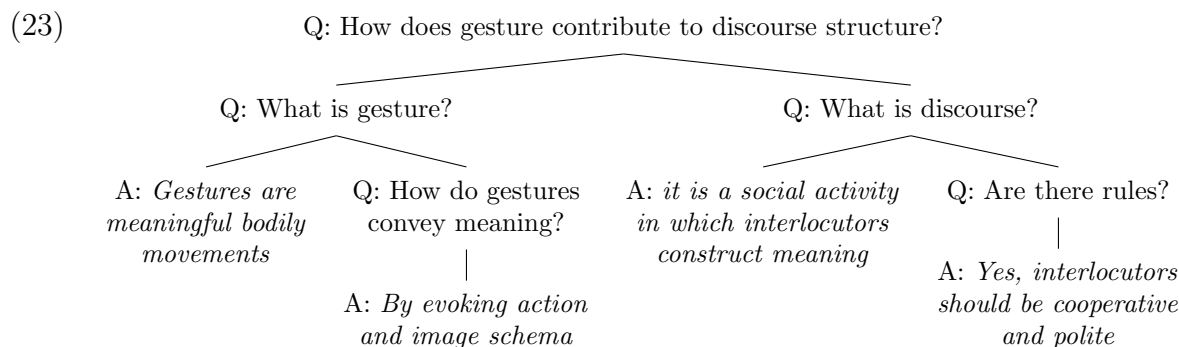 (23)
Q: How does gesture contribute to discourse structure?
Q: What is gesture?
Q: What is discourse?
A: Gestures are
meaningful bodily
movements
Q: How do gestures
convey meaning?
A: By evoking action
and image schema
A: it is a social activity
in which interlocutors
construct meaning
Q: Are there rules?
A: Yes, interlocutors
should be cooperative
and polite